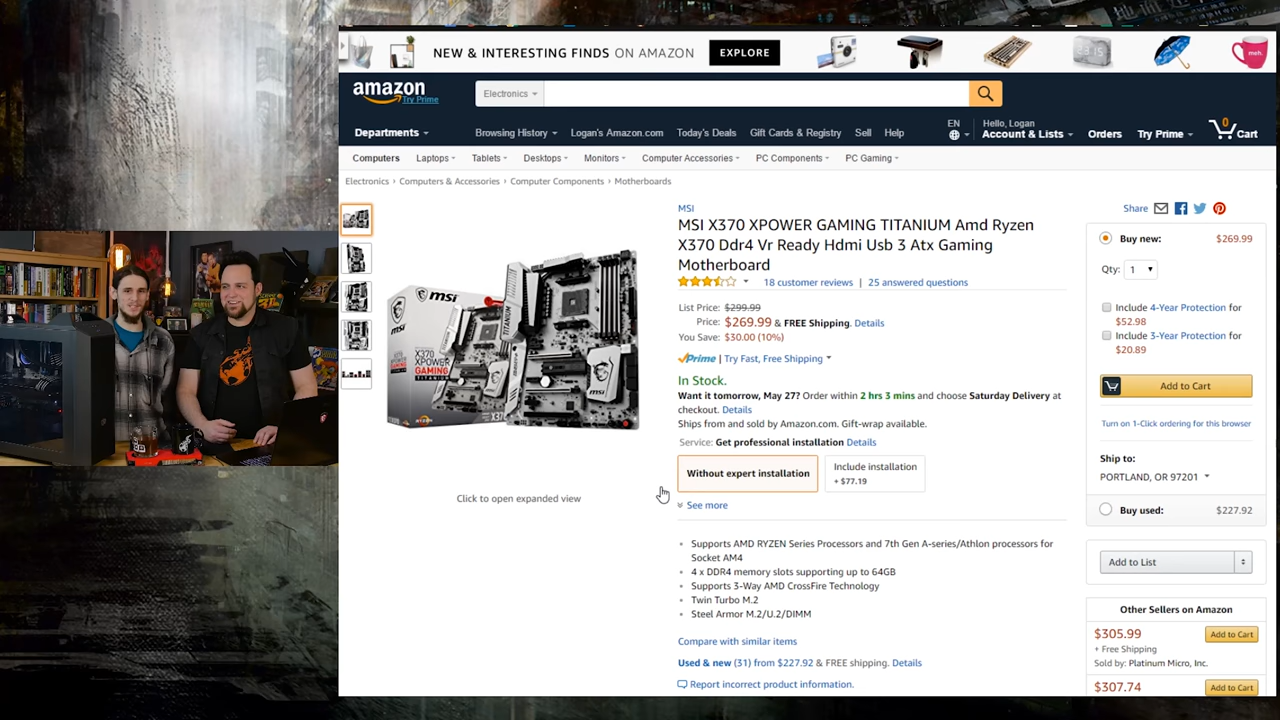 NEW & INTERESTING FINDS ON AMAZON
EXPLORE
amazon
Try Prime
Electronics
EN
Hello, Logan
Departments
Browsing History
Logan's Amazon.com
Today's Deals
Gift Cards & Registry
Sell
Help
Account & Lists
Orders
Try Prime
0
Cart
Computers
Laptops
Tablets
Desktops
Monitors
Computer Accessories
PC Components
PC Gaming
Electronics › Computers & Accessories › Computer Components › Motherboards
MSI
MSI X370 XPOWER GAMING TITANIUM Amd Ryzen
X370 Ddr4 Vr Ready Hdmi Usb 3 Atx Gaming
Motherboard
18 customer reviews | 25 answered questions
List Price: $299.99
Price: $269.99 & FREE Shipping. Details
You Save: $30.00 (10%)
Prime | Try Fast, Free Shipping
In Stock.
Want it tomorrow, May 27? Order within 2 hrs 3 mins and choose Saturday Delivery at
checkout. Details
Ships from and sold by Amazon.com. Gift-wrap available.
Service: Get professional installation Details
Without expert installation
Include installation
+ $77.19
See more
Supports AMD RYZEN Series Processors and 7th Gen A-series/Athlon processors for
Socket AM4
4 x DDR4 memory slots supporting up to 64GB
Supports 3-Way AMD CrossFire Technology
Twin Turbo M.2
Steel Armor M.2/U.2/DIMM
Compare with similar items
Used & new (31) from $227.92 & FREE shipping. Details
Report incorrect product information.
msi
X370
GAMING
TITANIUM
Click to open expanded view
Share
Buy new:
$269.99
Qty: 1
Include 4-Year Protection for
$52.98
Include 3-Year Protection for
$20.89
Add to Cart
Turn on 1-Click ordering for this browser
Ship to:
PORTLAND, OR 97201
Buy used:
$227.92
Add to List
Other Sellers on Amazon
$305.99
Add to Cart
+ Free Shipping
Sold by: Platinum Micro, Inc.
$307.74
Add to Cart